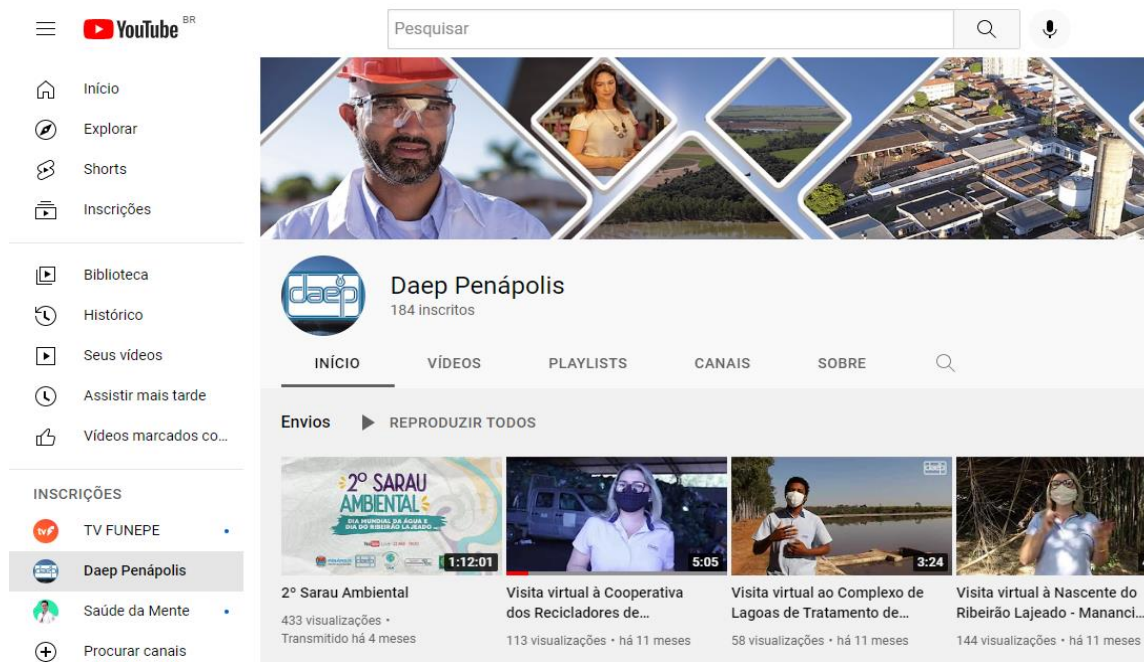 YouTube BR
Pesquisar
Início
Explorar
Shorts
Inscrições
Biblioteca
Histórico
Seus vídeos
Assistir mais tarde
Vídeos marcados co...
INSCRIÇÕES
tvf
TV FUNEPE
daep
Daep Penápolis
Saúde da Mente
Procurar canais
daep
Daep Penápolis
184 inscritos
INÍCIO VÍDEOS PLAYLISTS CANAIS SOBRE
Envios REPRODUZIR TODOS
2º SARAU
AMBIENTAL
DIA MUNDIAL DA ÁGUA E
DIA DO RIBEIRÃO LAJEADO
1:12:01
2º Sarau Ambiental
433 visualizações •
Transmitido há 4 meses
5:05
Visita virtual à Cooperativa
dos Recicladores de...
113 visualizações • há 11 meses
daep
3:24
Visita virtual ao Complexo de
Lagoas de Tratamento de...
58 visualizações • há 11 meses
Visita virtual à Nascente do
Ribeirão Lajeado - Mananci...
144 visualizações • há 11 meses